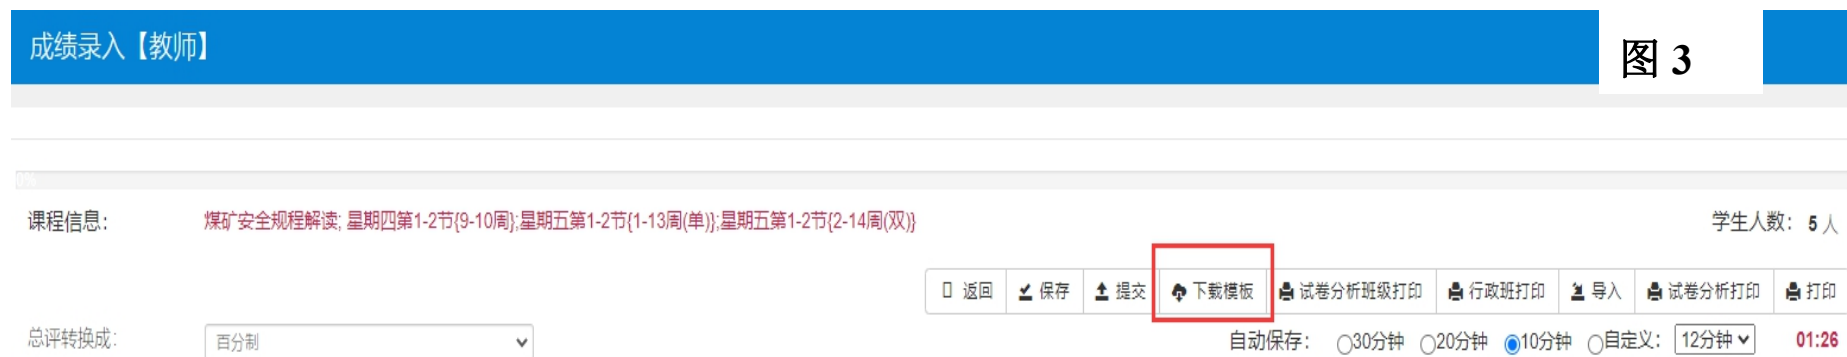 成绩录入【教师】
图 3
0%
课程信息: 煤矿安全规程解读; 星期四第1-2节{9-10周};星期五第1-2节{1-13周(单)};星期五第1-2节{2-14周(双)} 学生人数: 5 人
返回 保存 提交 下载模板 试卷分析班级打印 行政班打印 导入 试卷分析打印 打印
总评转换成: 百分制 自动保存: 30分钟 20分钟 10分钟 自定义: 12分钟 01:26